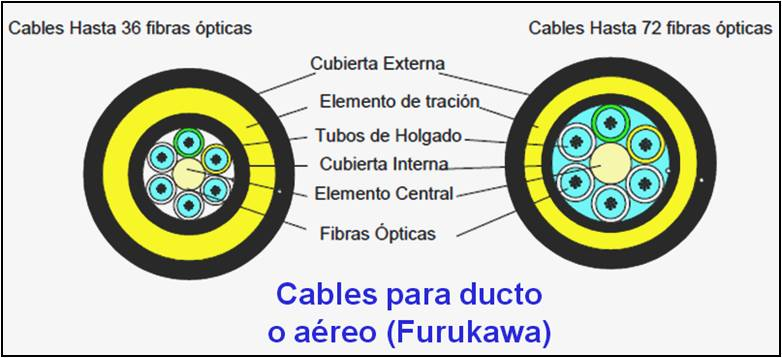 Cables Hasta 36 fibras ópticas
Cables Hasta 72 fibras ópticas
Cubierta Externa
Elemento de tración
Tubos de Holgado
Cubierta Interna
Elemento Central
Fibras Ópticas
Cables para ducto
o aéreo (Furukawa)